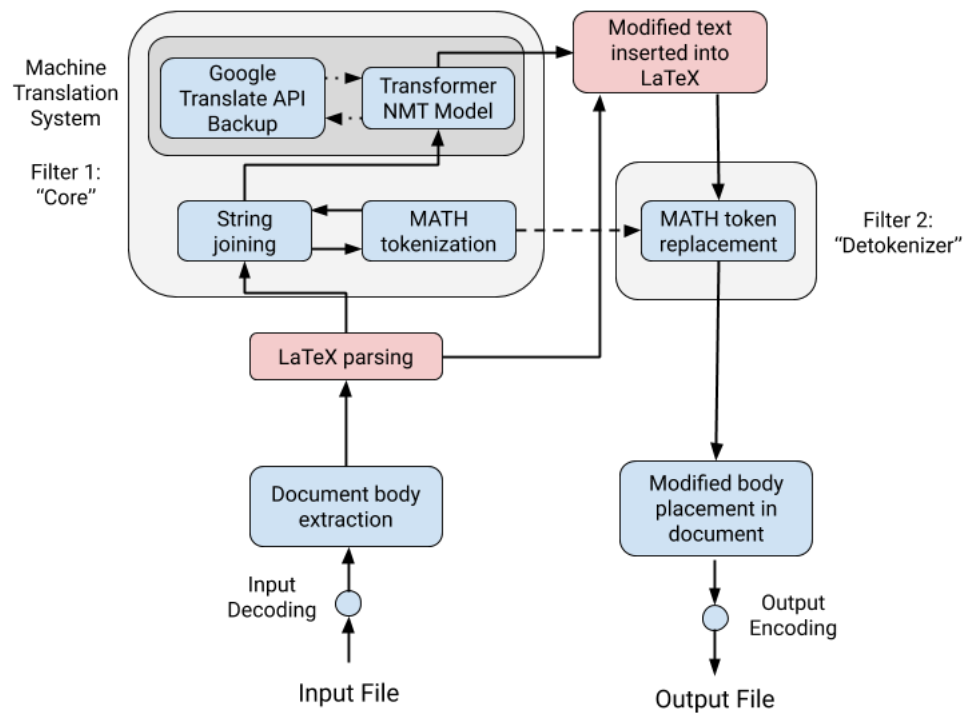 Machine
Translation
System
Google
Translate API
Backup
Transformer
NMT Model
Modified text
inserted into
LaTeX
Filter 1:
“Core”
String
joining
MATH
tokenization
MATH token
replacement
Filter 2:
“Detokenizer”
LaTeX parsing
Document body
extraction
Modified body
placement in
document
Input
Decoding
Output
Encoding
Input File
Output File